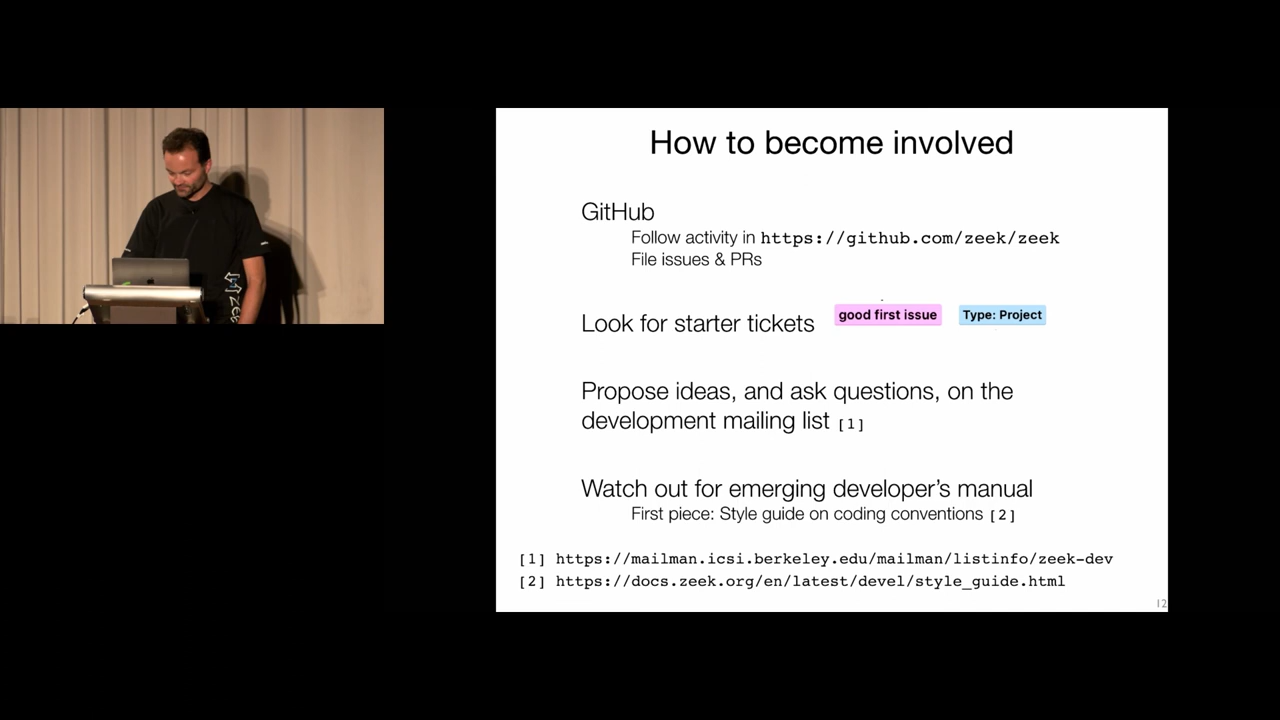 How to become involved
GitHub
Follow activity in https://github.com/zeek/zeek
File issues & PRs
Look for starter tickets good first issue Type: Project
Propose ideas, and ask questions, on the
development mailing list [1]
Watch out for emerging developer’s manual
First piece: Style guide on coding conventions [2]
[1] https://mailman.icsi.berkeley.edu/mailman/listinfo/zeek-dev
[2] https://docs.zeek.org/en/latest/devel/style_guide.html
12